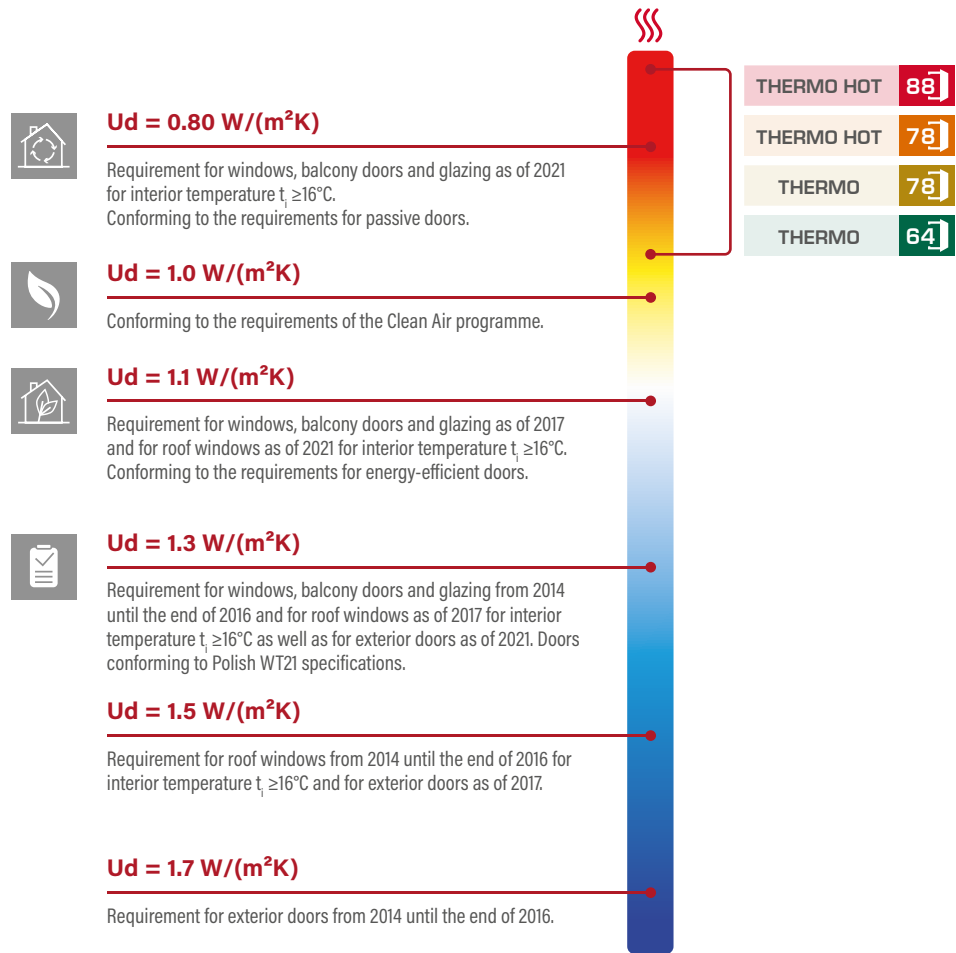 Ud = 0.80 W/(m²K)
Requirement for windows, balcony doors and glazing as of 2021
for interior temperature tᵢ ≥16°C.
Conforming to the requirements for passive doors.
Ud = 1.0 W/(m²K)
Conforming to the requirements of the Clean Air programme.
Ud = 1.1 W/(m²K)
Requirement for windows, balcony doors and glazing as of 2017
and for roof windows as of 2021 for interior temperature tᵢ ≥16°C.
Conforming to the requirements for energy-efficient doors.
Ud = 1.3 W/(m²K)
Requirement for windows, balcony doors and glazing from 2014
until the end of 2016 and for roof windows as of 2017 for interior
temperature tᵢ ≥16°C as well as for exterior doors as of 2021. Doors
conforming to Polish WT21 specifications.
Ud = 1.5 W/(m²K)
Requirement for roof windows from 2014 until the end of 2016 for
interior temperature tᵢ ≥16°C and for exterior doors as of 2017.
Ud = 1.7 W/(m²K)
Requirement for exterior doors from 2014 until the end of 2016.
THERMO HOT 88
THERMO HOT 78
THERMO 78
THERMO 64